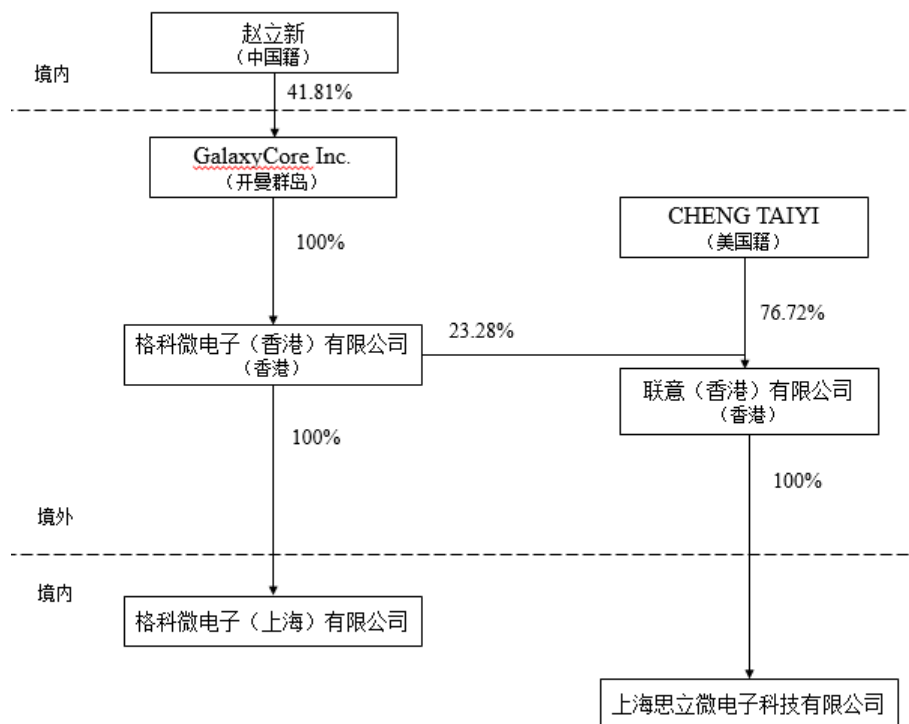 赵立新
（中国籍）
境内
41.81%
GalaxyCore Inc.
（开曼群岛）
CHENG TAIYI
（美国籍）
100%
76.72%
格科微电子（香港）有限公司
（香港）
23.28%
联意（香港）有限公司
（香港）
100%
100%
境外
境内
格科微电子（上海）有限公司
上海思立微电子科技有限公司